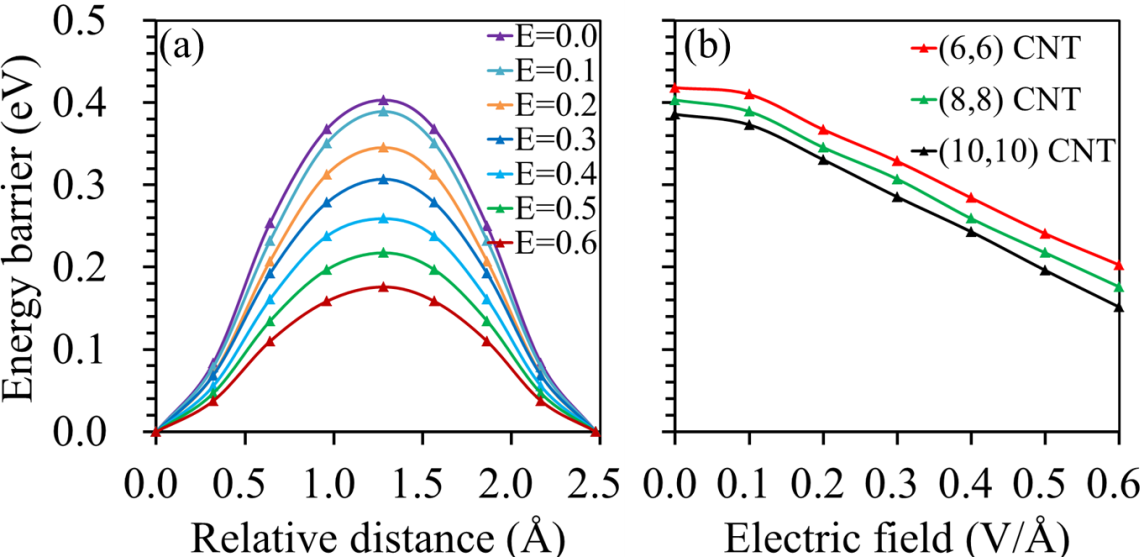 (a)
E=0.0
E=0.1
E=0.2
E=0.3
E=0.4
E=0.5
E=0.6
Energy barrier (eV)
0.5
0.4
0.3
0.2
0.1
0.0
0.0 0.5 1.0 1.5 2.0 2.5
Relative distance (Å)
(b)
(6,6) CNT
(8,8) CNT
(10,10) CNT
0.0 0.1 0.2 0.3 0.4 0.5 0.6
Electric field (V/Å)